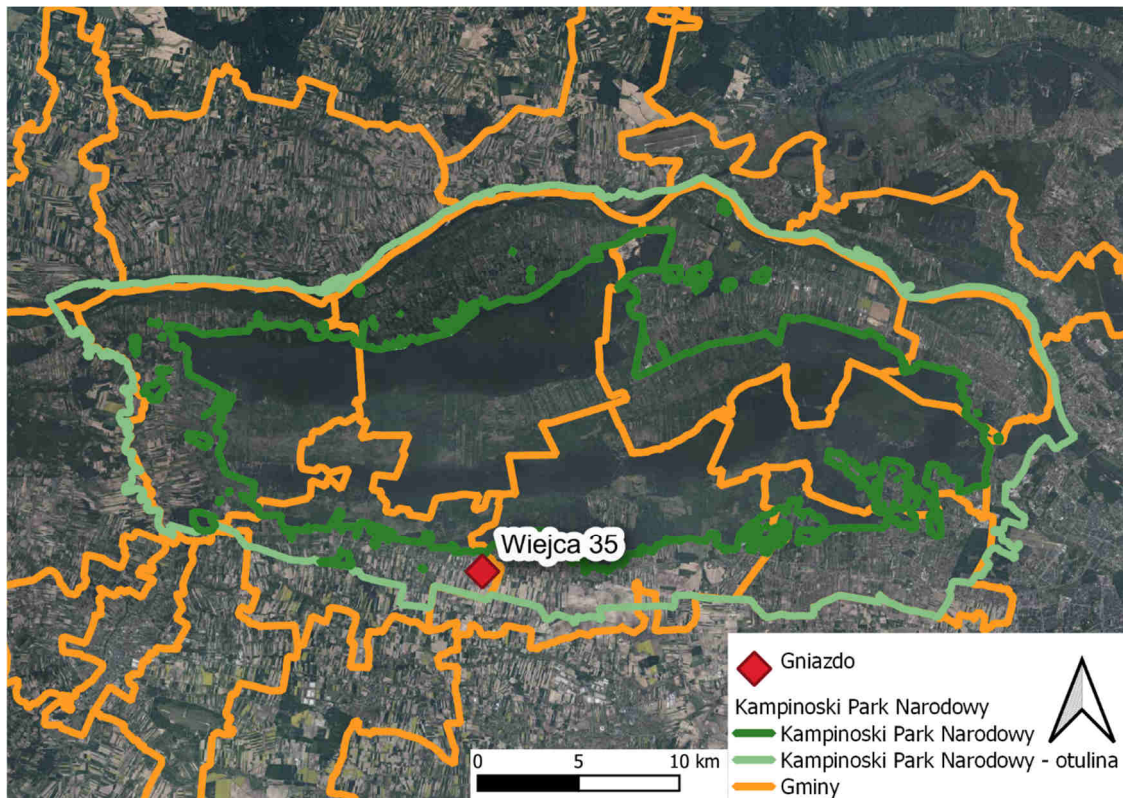 Wiejca 35
Gniazdo
Kampinoski Park Narodowy
Kampinoski Park Narodowy
Kampinoski Park Narodowy - otulina
Gminy
0 5 10 km